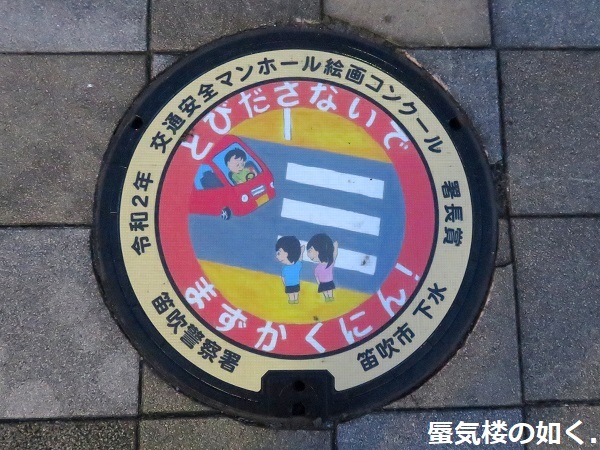 令和2年 交通安全マンホール絵画コンクール 署長賞
とびださないで!
まずかくにん!
笛吹警察署
笛吹市 下水
蜃気楼の如く.